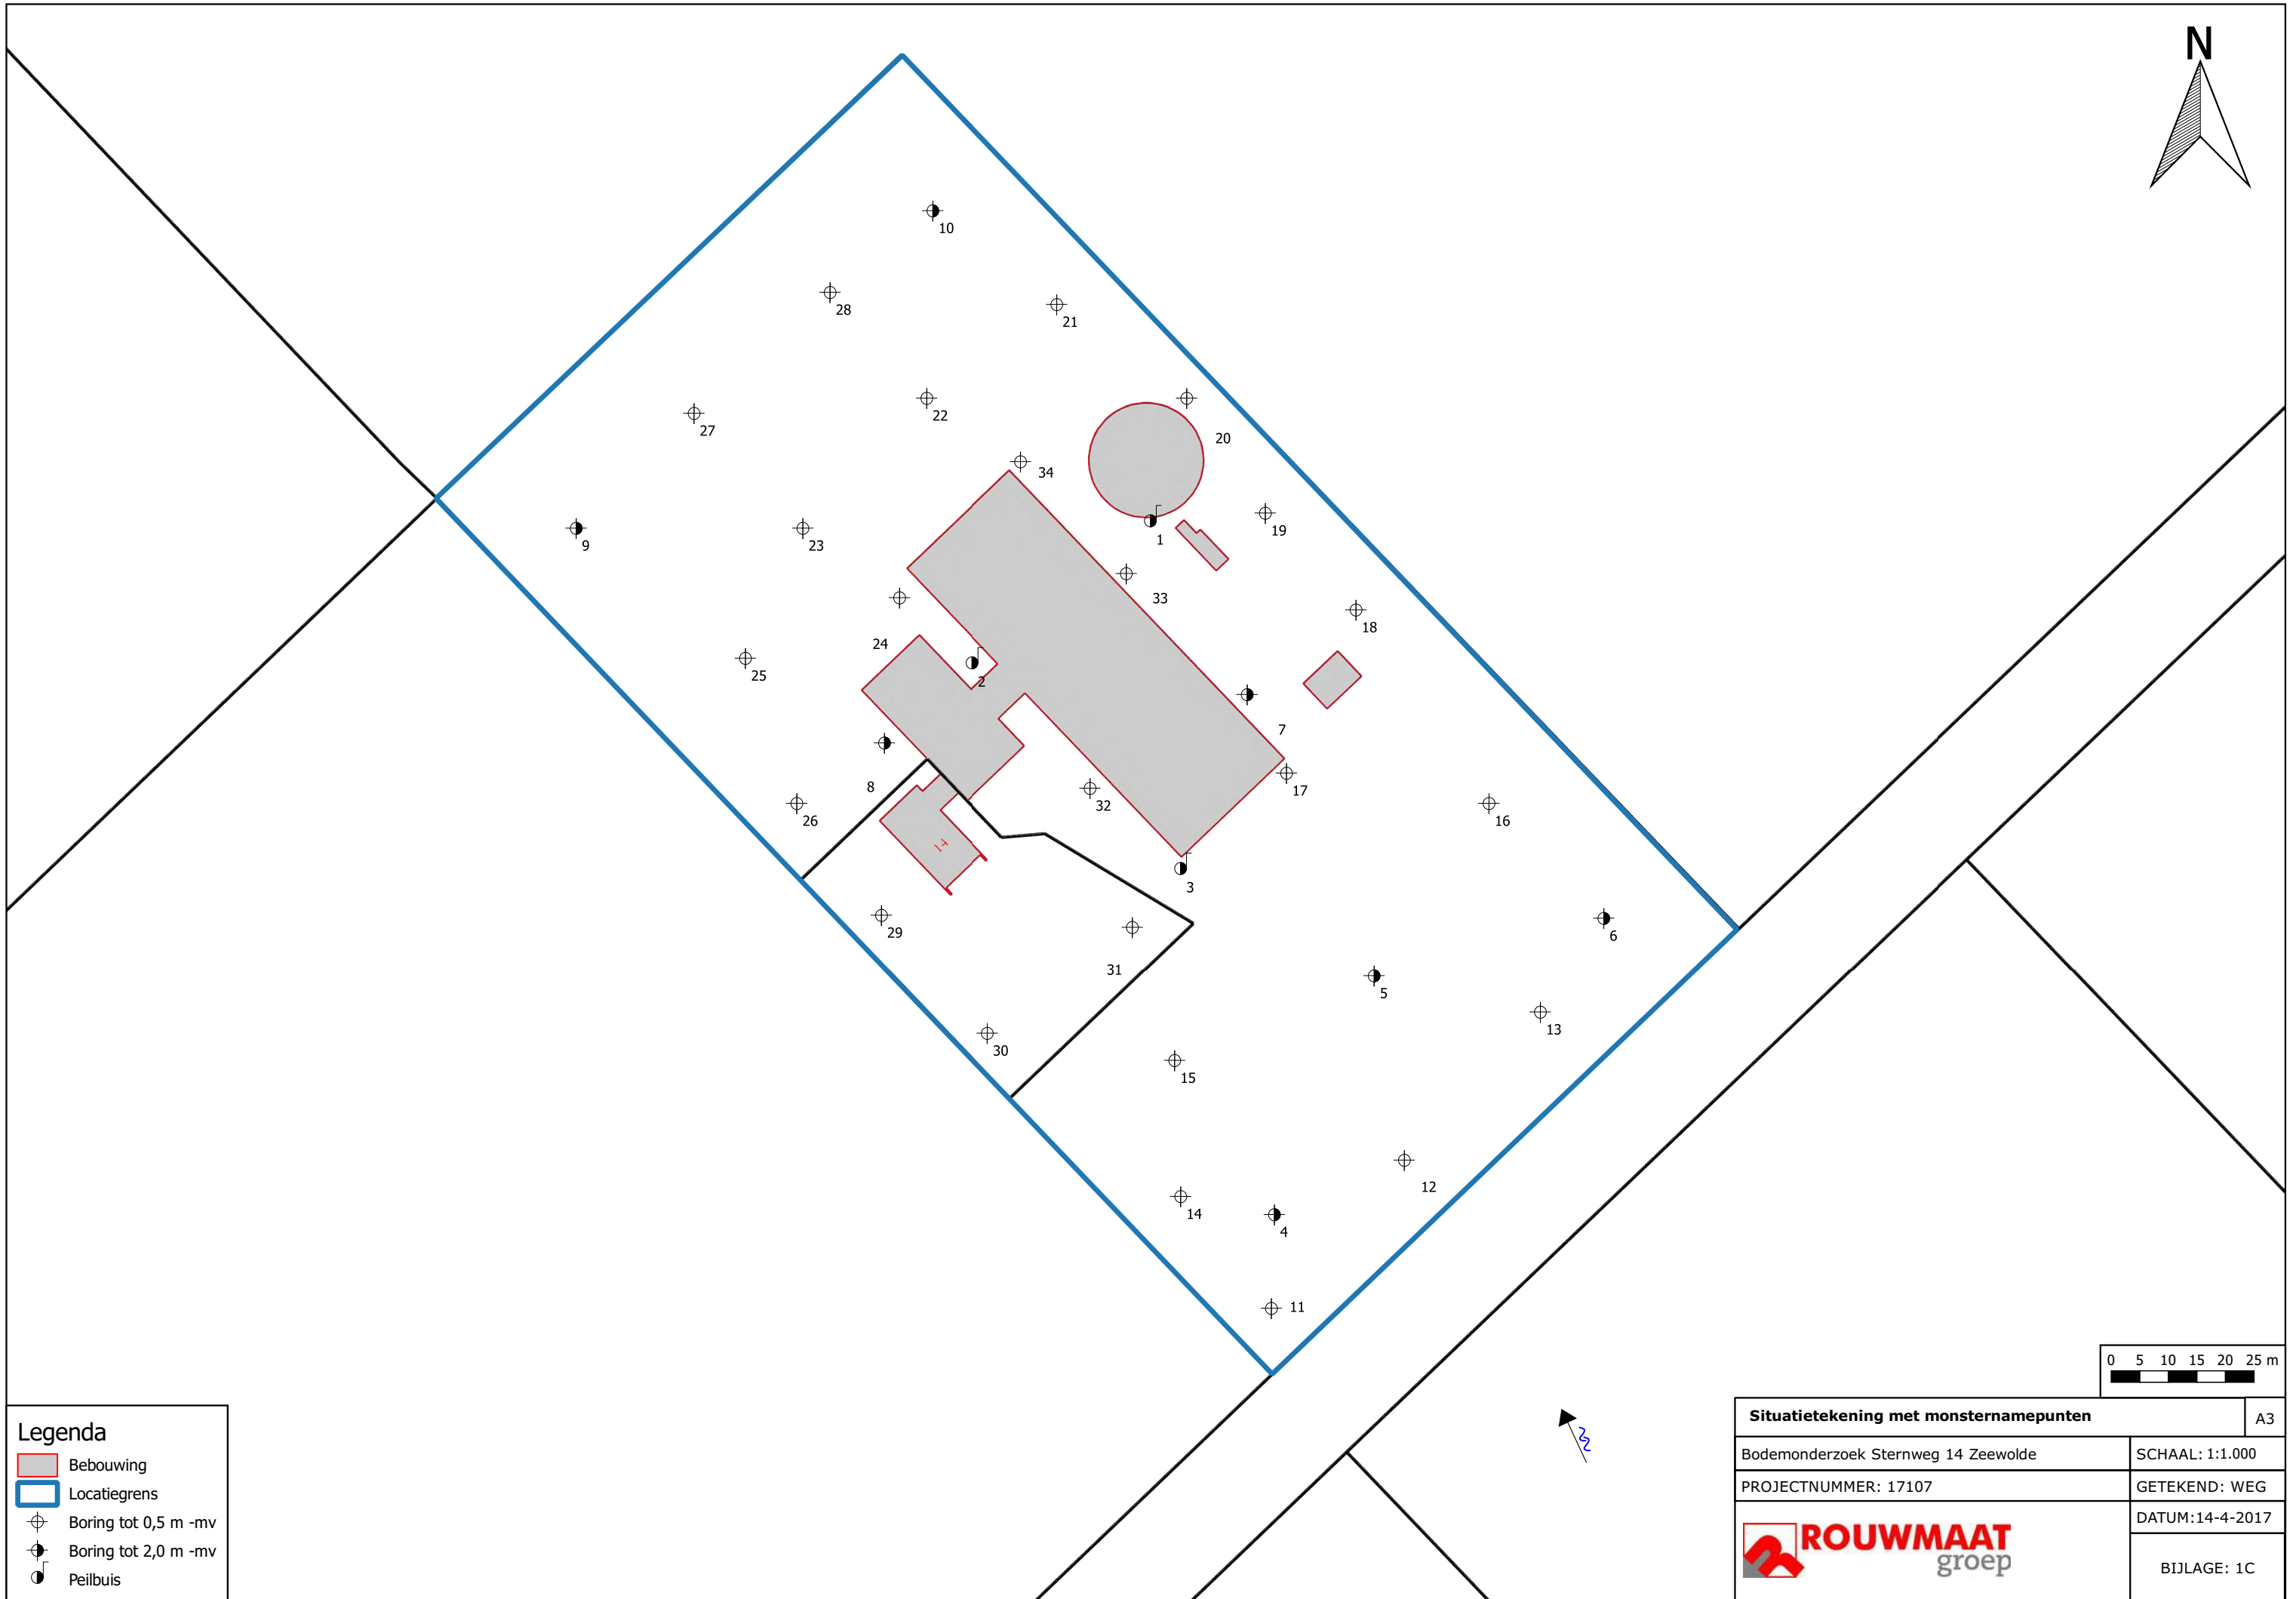 N
10
28
21
22
27
20
34
19
1
9
23
33
18
24
2
25
7
17
8
32
26
16
14
3
29
6
31
5
13
30
15
12
14
4
11
0 5 10 15 20 25 m
Legenda
Bebouwing
Locatiegrens
Boring tot 0,5 m -mv
Boring tot 2,0 m -mv
Peilbuis
Situatietekening met monsternamepunten
A3
Bodemonderzoek Sternweg 14 Zeewolde
SCHAAL: 1:1.000
PROJECTNUMMER: 17107
GETEKEND: WEG
DATUM:14-4-2017
ROUWMAAT
groep
BIJLAGE: 1C